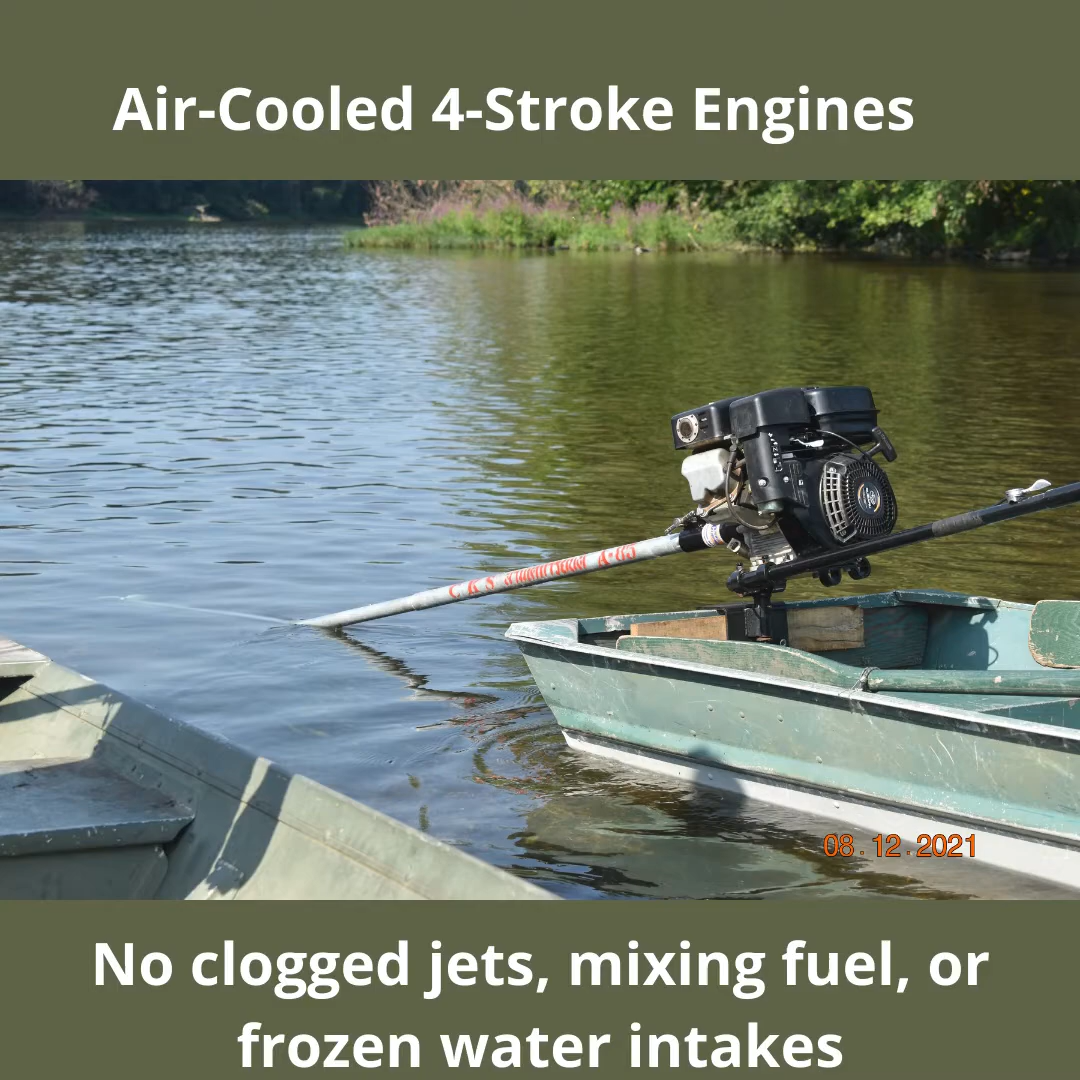 Air-Cooled 4-Stroke Engines
08.12.2021
No clogged jets, mixing fuel, or
frozen water intakes